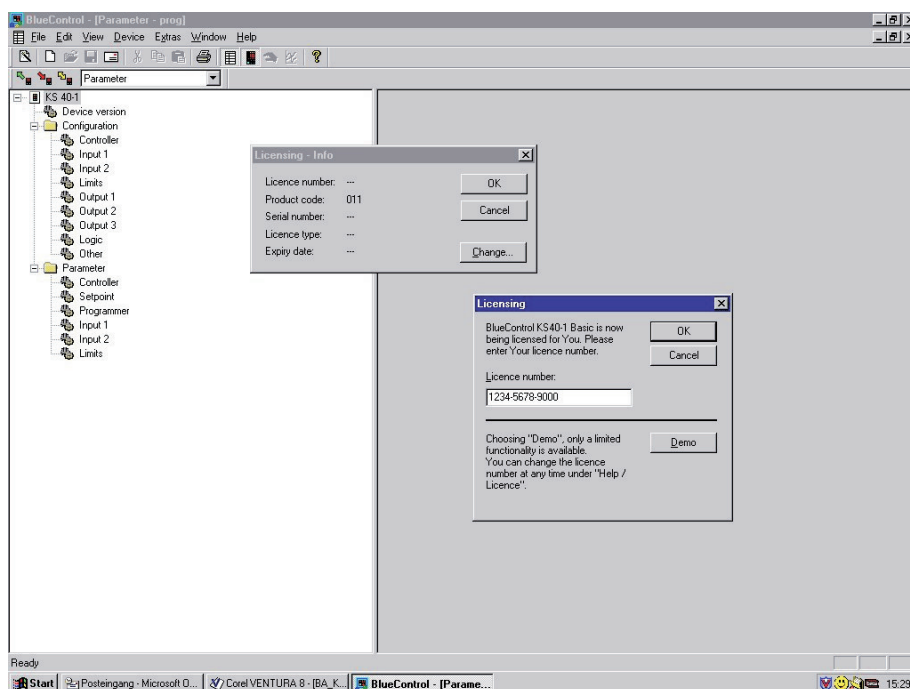 BlueControl - [Parameter - prog]
File Edit View Device Extras Window Help
Parameter
KS 40-1
Device version
Configuration
Controller
Input 1
Input 2
Limits
Output 1
Output 2
Output 3
Logic
Other
Parameter
Controller
Setpoint
Programmer
Input 1
Input 2
Limits
Licensing - Info
Licence number: ---
Product code: 011
Serial number: ---
Licence type: ---
Expiry date: ---
OK
Cancel
Change...
Licensing
BlueControl KS40-1 Basic is now
being licensed for You. Please
enter Your licence number.
OK
Cancel
Licence number:
1234-5678-9000
Choosing "Demo", only a limited
functionality is available.
You can change the licence
number at any time under "Help /
Licence".
Demo
Ready
Start
Posteingang - Microsoft O...
Corel VENTURA 8 - [BA_K...
BlueControl - [Parame...
15:29